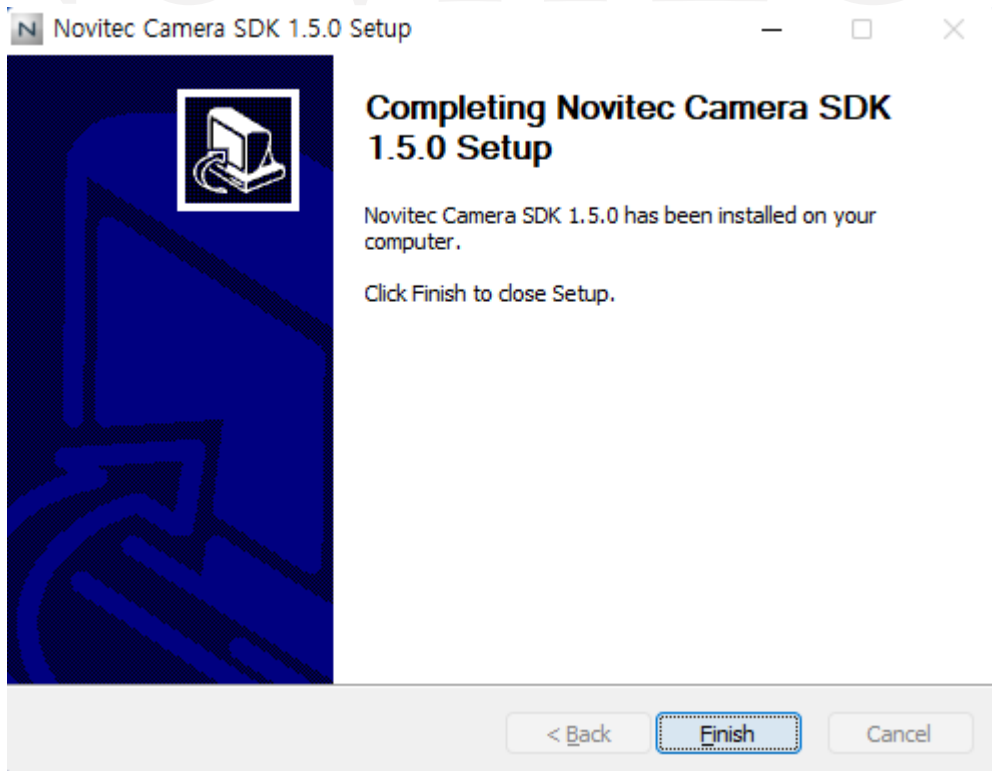 Novitec Camera SDK 1.5.0 Setup
Completing Novitec Camera SDK
1.5.0 Setup
Novitec Camera SDK 1.5.0 has been installed on your
computer.
Click Finish to close Setup.
< Back
Finish
Cancel